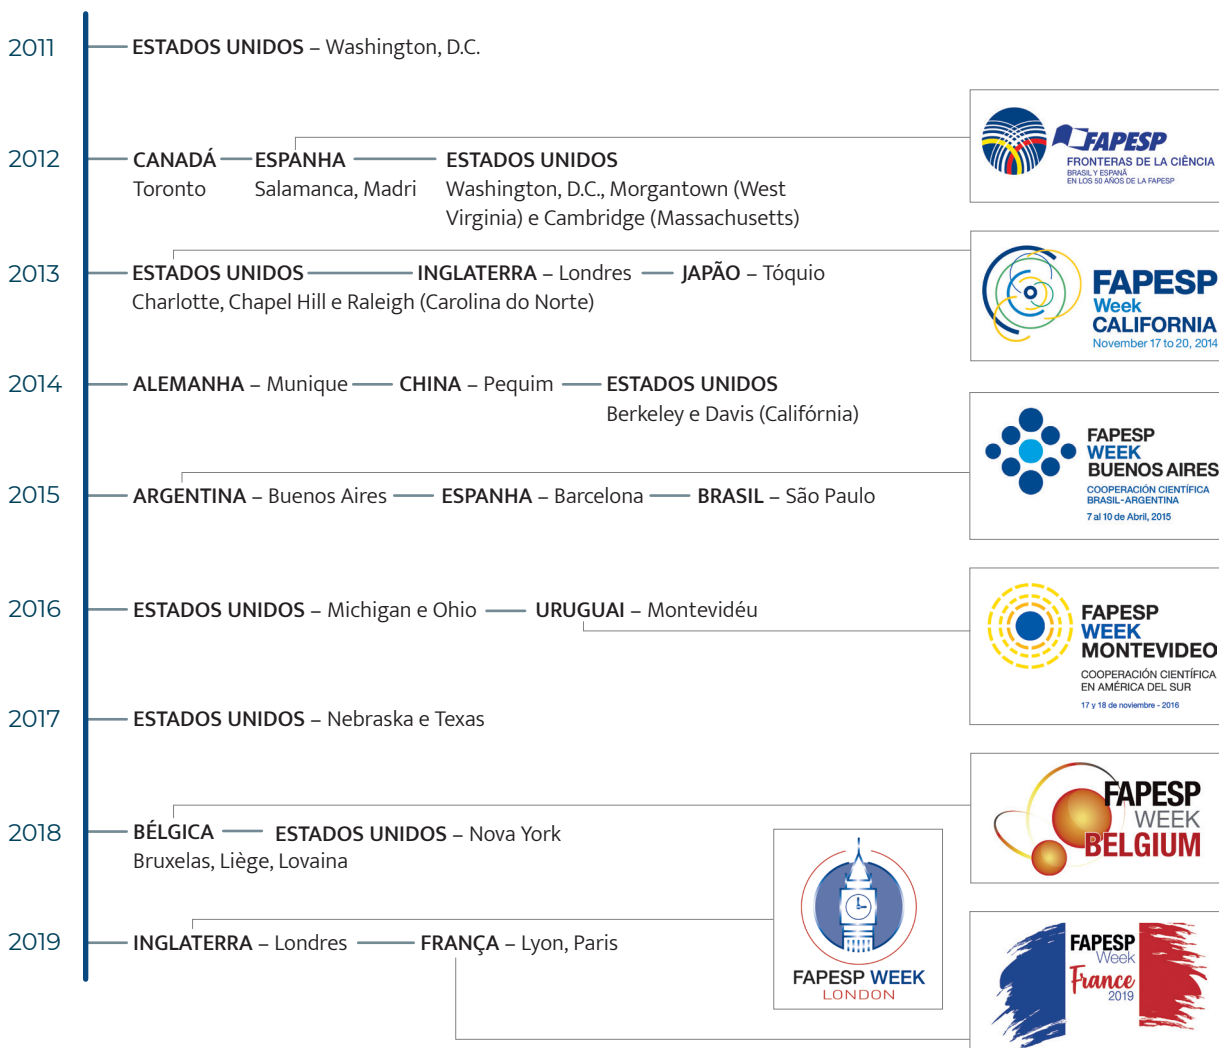 2011
ESTADOS UNIDOS – Washington, D.C.
2012
CANADÁ
Toronto
ESPANHA
Salamanca, Madri
ESTADOS UNIDOS
Washington, D.C., Morgantown (West
Virginia) e Cambridge (Massachusetts)
FAPESP
FRONTERAS DE LA CIÊNCIA
BRASIL Y ESPANÃ
EN LOS 50 AÑOS DE LA FAPESP
2013
ESTADOS UNIDOS
Charlotte, Chapel Hill e Raleigh (Carolina do Norte)
INGLATERRA – Londres
JAPÃO – Tóquio
FAPESP
Week
CALIFORNIA
November 17 to 20, 2014
2014
ALEMANHA – Munique
CHINA – Pequim
ESTADOS UNIDOS
Berkeley e Davis (Califórnia)
FAPESP
WEEK
BUENOS AIRES
COOPERACIÓN CIENTÍFICA
BRASIL-ARGENTINA
7 al 10 de Abril, 2015
2015
ARGENTINA – Buenos Aires
ESPANHA – Barcelona
BRASIL – São Paulo
2016
ESTADOS UNIDOS – Michigan e Ohio
URUGUAI – Montevidéu
FAPESP
WEEK
MONTEVIDEO
COOPERACIÓN CIENTÍFICA
EN AMÉRICA DEL SUR
17 y 18 de noviembre - 2016
2017
ESTADOS UNIDOS – Nebraska e Texas
2018
BÉLGICA
Bruxelas, Liège, Lovaina
ESTADOS UNIDOS – Nova York
FAPESP
WEEK
BELGIUM
2019
INGLATERRA – Londres
FRANÇA – Lyon, Paris
FAPESP WEEK
LONDON
FAPESP
Week
France
2019